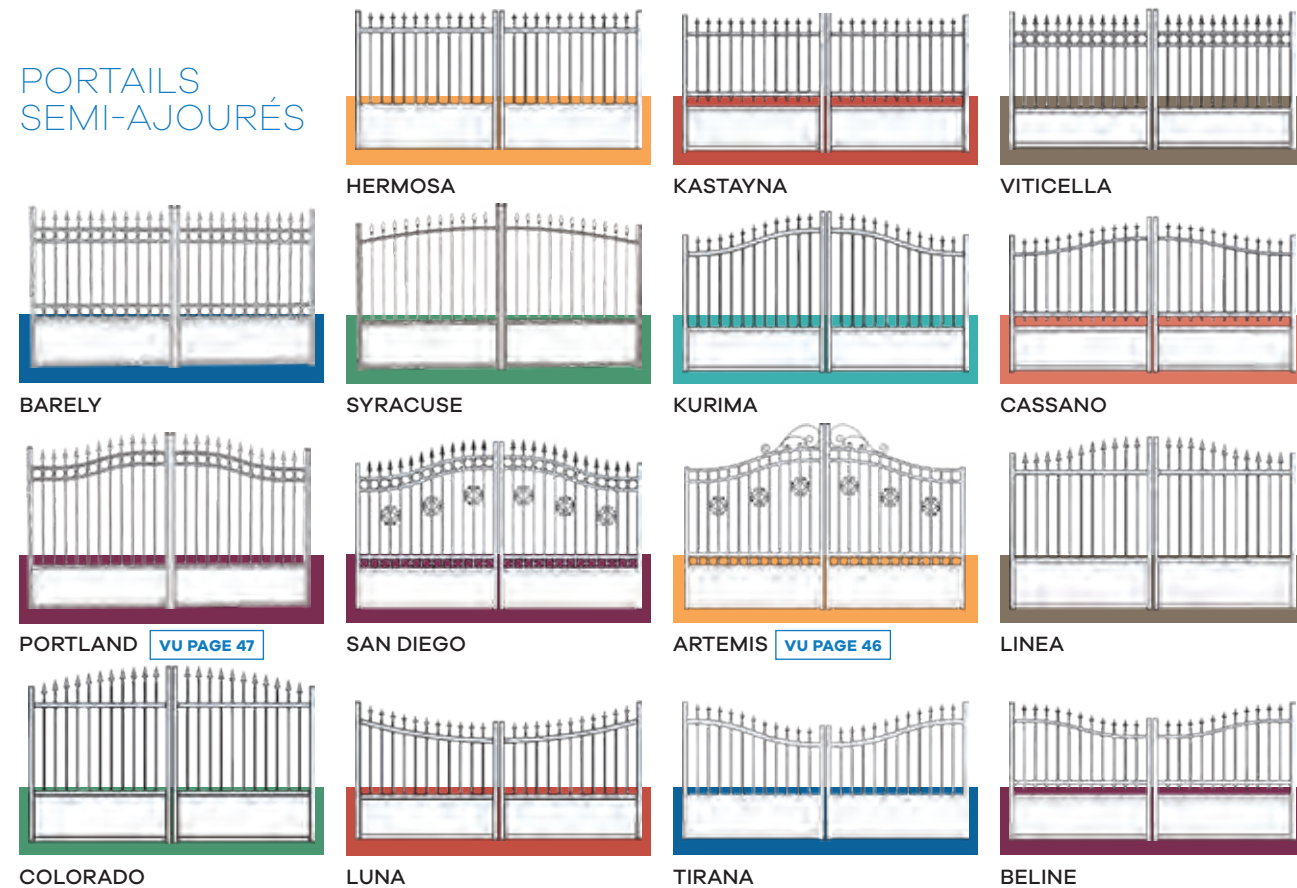 PORTAILS
SEMI-AJOURÉS
HERMOSA
KASTAYNA
VITICELLA
BARELY
SYRACUSE
KURIMA
CASSANO
PORTLAND VU PAGE 47
SAN DIEGO
ARTEMIS VU PAGE 46
LINEA
COLORADO
LUNA
TIRANA
BELINE